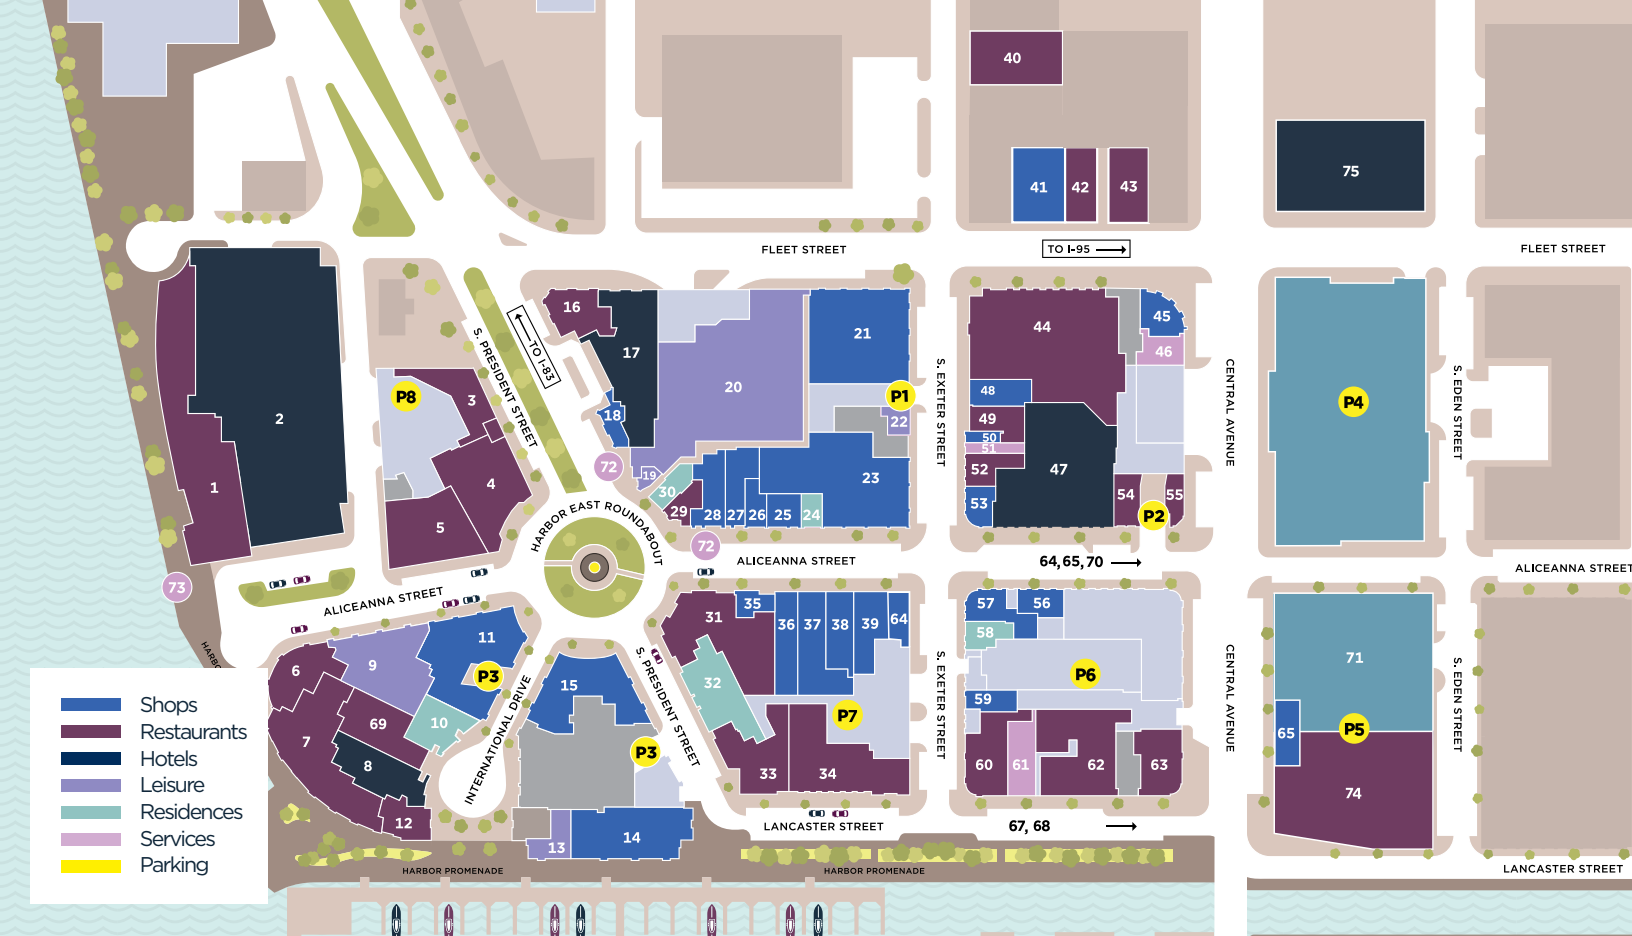 40
41
42
43
75
FLEET STREET
TO I-95
FLEET STREET
16
17
18
19
20
21
P1
22
23
30
29
28
27
26
25
24
72
72
S. PRESIDENT STREET
TO I-83
P8
3
4
5
1
2
73
HARBOR EAST ROUNDABOUT
S. EXETER STREET
44
45
46
48
49
50
51
52
53
47
54
55
P2
CENTRAL AVENUE
P4
S. EDEN STREET
ALICEANNA STREET
ALICEANNA STREET
64,65,70
ALICEANNA STREET
6
9
11
P3
10
69
7
8
12
INTERNATIONAL DRIVE
15
P3
13
14
S. PRESIDENT STREET
31
35
36
37
38
39
64
32
P7
33
34
S. EXETER STREET
57
56
58
P6
59
60
61
62
63
CENTRAL AVENUE
71
65
P5
74
S. EDEN STREET
LANCASTER STREET
67, 68
LANCASTER STREET
HARBOR PROMENADE
HARBOR PROMENADE
Shops
Restaurants
Hotels
Leisure
Residences
Services
Parking